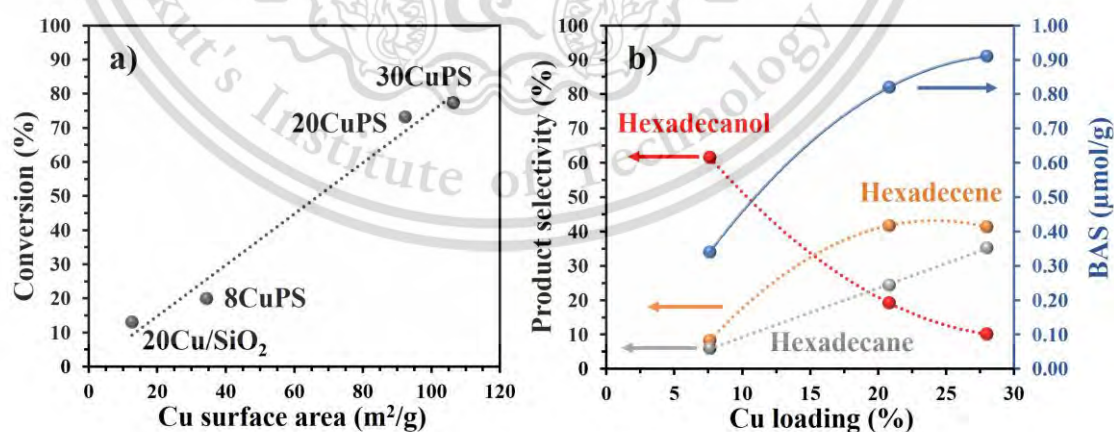 a)
Conversion (%)
100
90
80
70
60
50
40
30
20
10
0
30CuPS
20CuPS
8CuPS
20Cu/SiO₂
0 20 40 60 80 100 120
Cu surface area (m²/g)
b)
Product selectivity (%)
100
90
80
70
60
50
40
30
20
10
0
Hexadecanol
Hexadecene
Hexadecane
1.00
0.90
0.80
0.70
0.60
0.50
0.40
0.30
0.20
0.10
0.00
BAS (μmol/g)
0 5 10 15 20 25 30
Cu loading (%)
kut's Institute of Technology